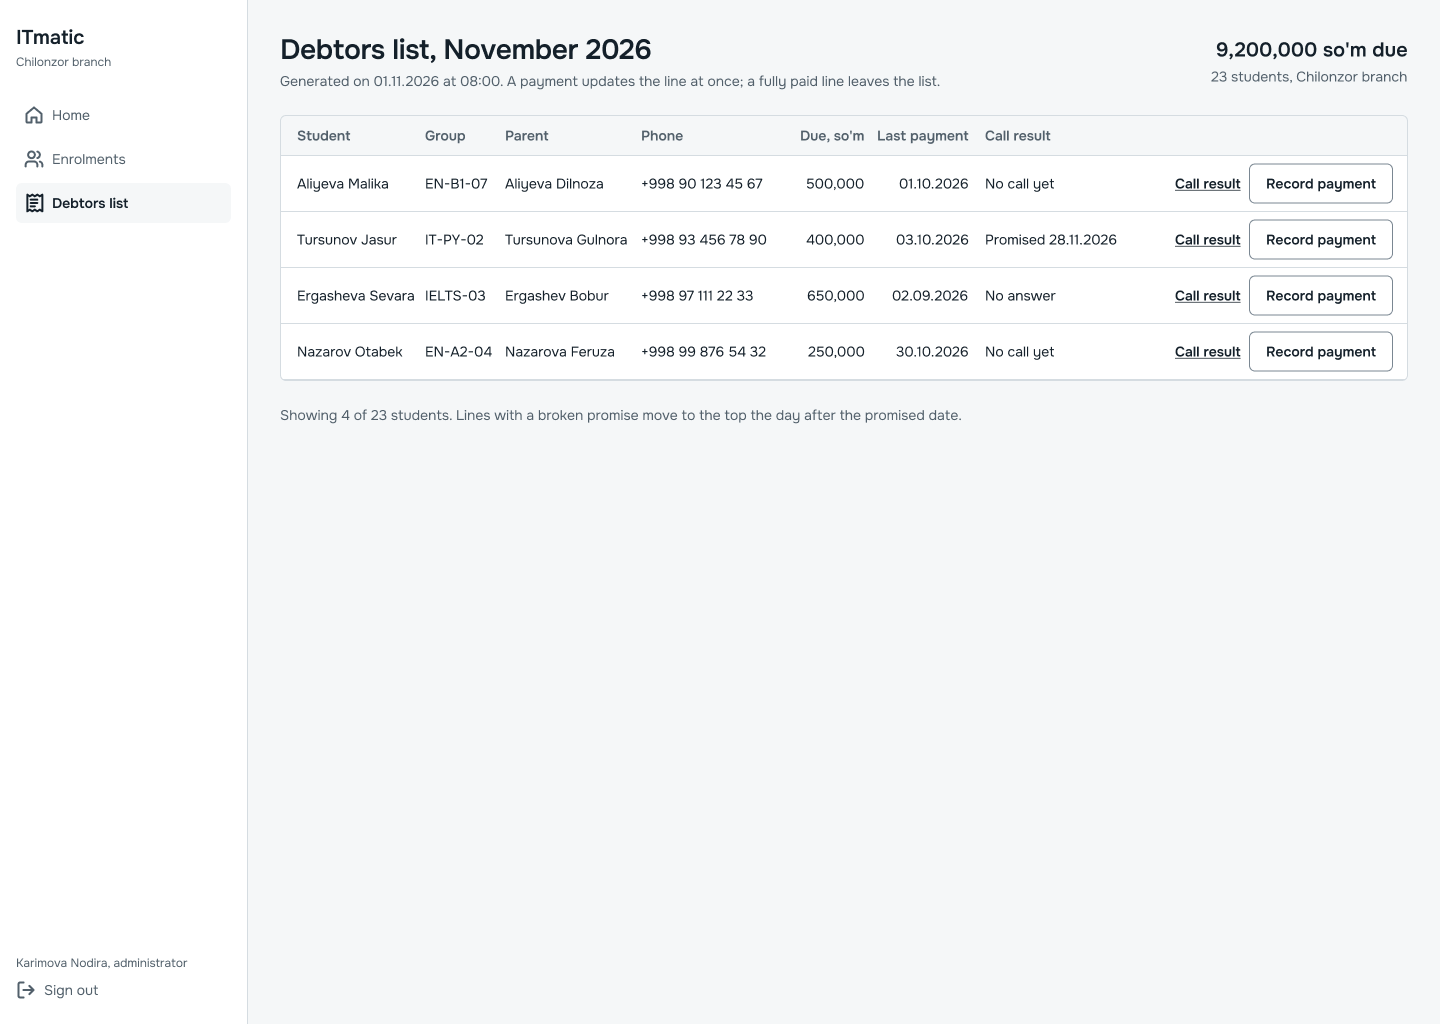 ITmatic
Chilonzor branch
Home
Enrolments
Debtors list
Karimova Nodira, administrator
Sign out
Debtors list, November 2026
Generated on 01.11.2026 at 08:00. A payment updates the line at once; a fully paid line leaves the list.
9,200,000 so'm due
23 students, Chilonzor branch
Student Group Parent Phone Due, so'm Last payment Call result
Aliyeva Malika EN-B1-07 Aliyeva Dilnoza +998 90 123 45 67 500,000 01.10.2026 No call yet Call result Record payment
Tursunov Jasur IT-PY-02 Tursunova Gulnora +998 93 456 78 90 400,000 03.10.2026 Promised 28.11.2026 Call result Record payment
Ergasheva Sevara IELTS-03 Ergashev Bobur +998 97 111 22 33 650,000 02.09.2026 No answer Call result Record payment
Nazarov Otabek EN-A2-04 Nazarova Feruza +998 99 876 54 32 250,000 30.10.2026 No call yet Call result Record payment
Showing 4 of 23 students. Lines with a broken promise move to the top the day after the promised date.